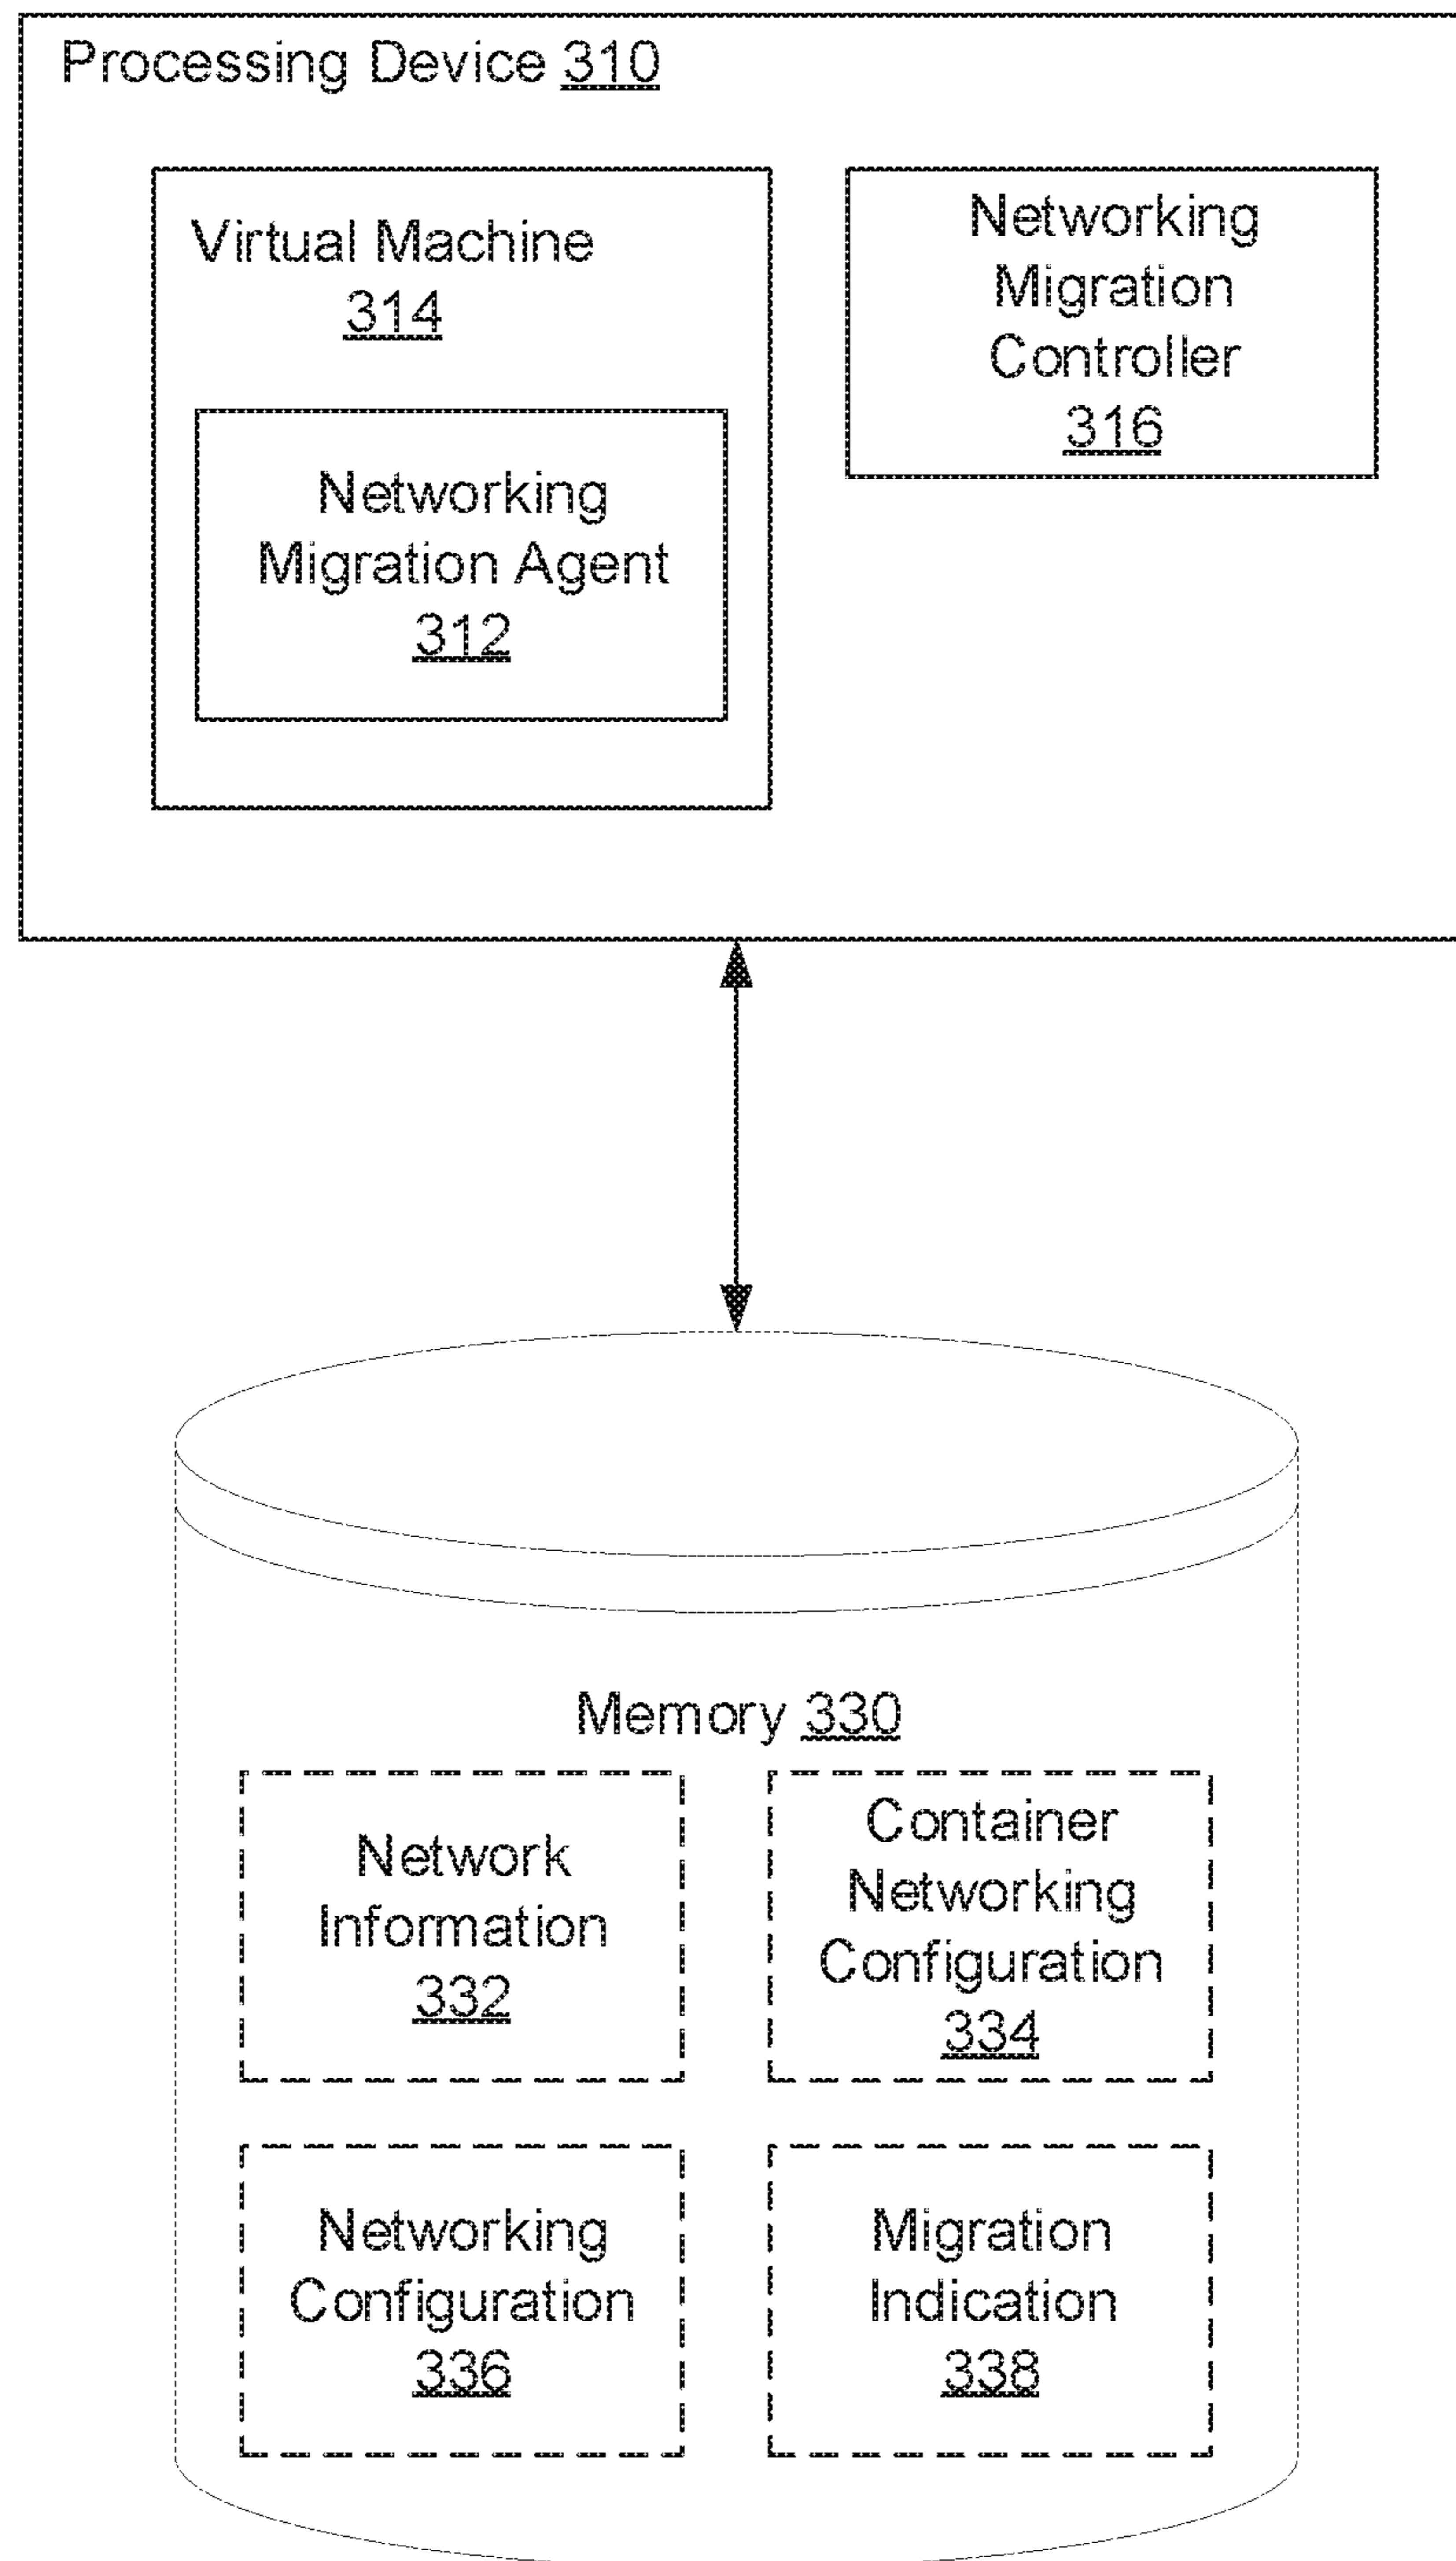 Processing Device 310
Virtual Machine
314
Networking
Migration Agent
312
Networking
Migration
Controller
316
Memory 330
Network
Information
332
Container
Networking
Configuration
334
Networking
Configuration
336
Migration
Indication
338